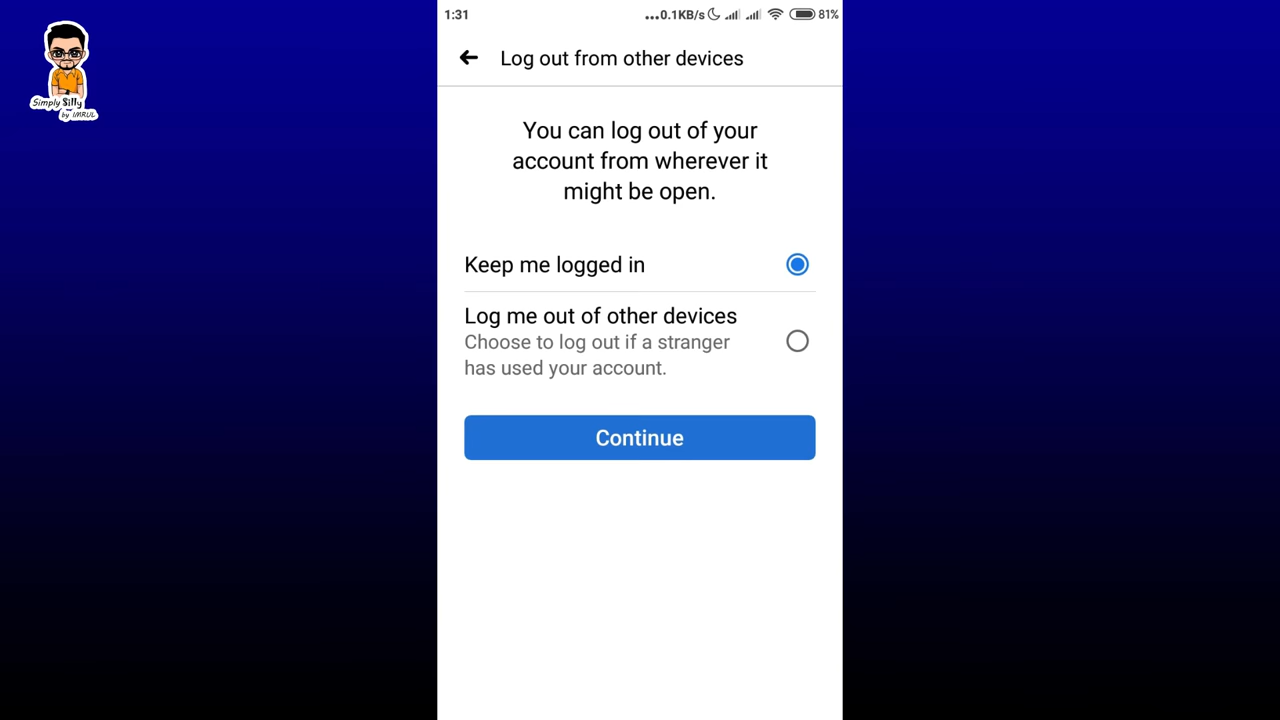 1:31
...0.1KB/s
81%
Simply Silly
by IMRUL
Log out from other devices
You can log out of your
account from wherever it
might be open.
Keep me logged in
Log me out of other devices
Choose to log out if a stranger
has used your account.
Continue